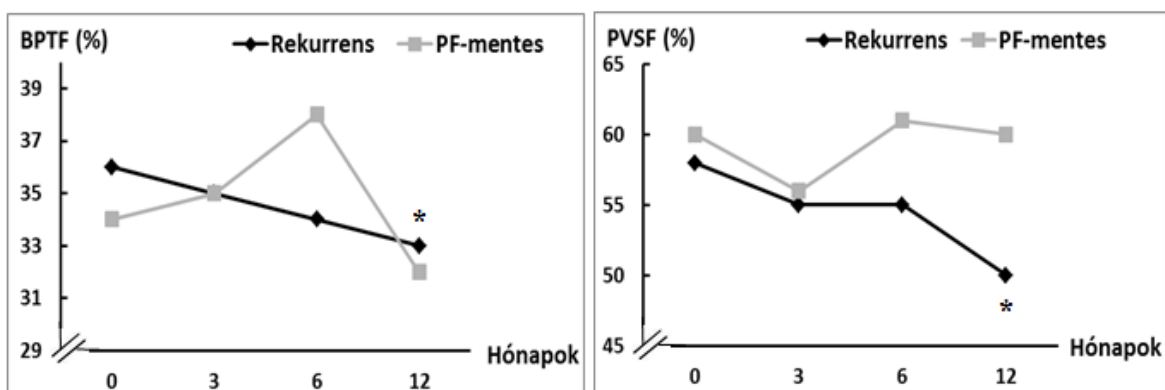 BPTF (%)
Rekurrens PF-mentes
39
37
35
33
31
29
*
Hónapok
0 3 6 12
PVSF (%)
Rekurrens PF-mentes
65
60
55
50
45
*
Hónapok
0 3 6 12